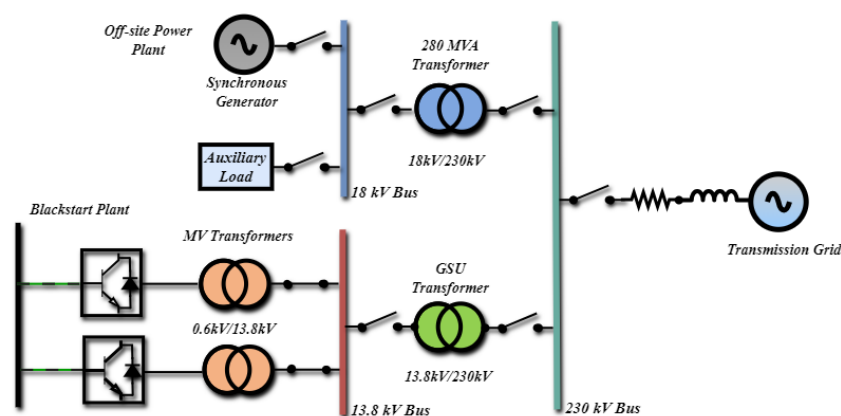 Off-site Power
Plant
Synchronous
Generator
280 MVA
Transformer
18kV/230kV
Auxiliary
Load
18 kV Bus
Blackstart Plant
MV Transformers
0.6kV/13.8kV
GSU
Transformer
13.8kV/230kV
13.8 kV Bus
230 kV Bus
Transmission Grid